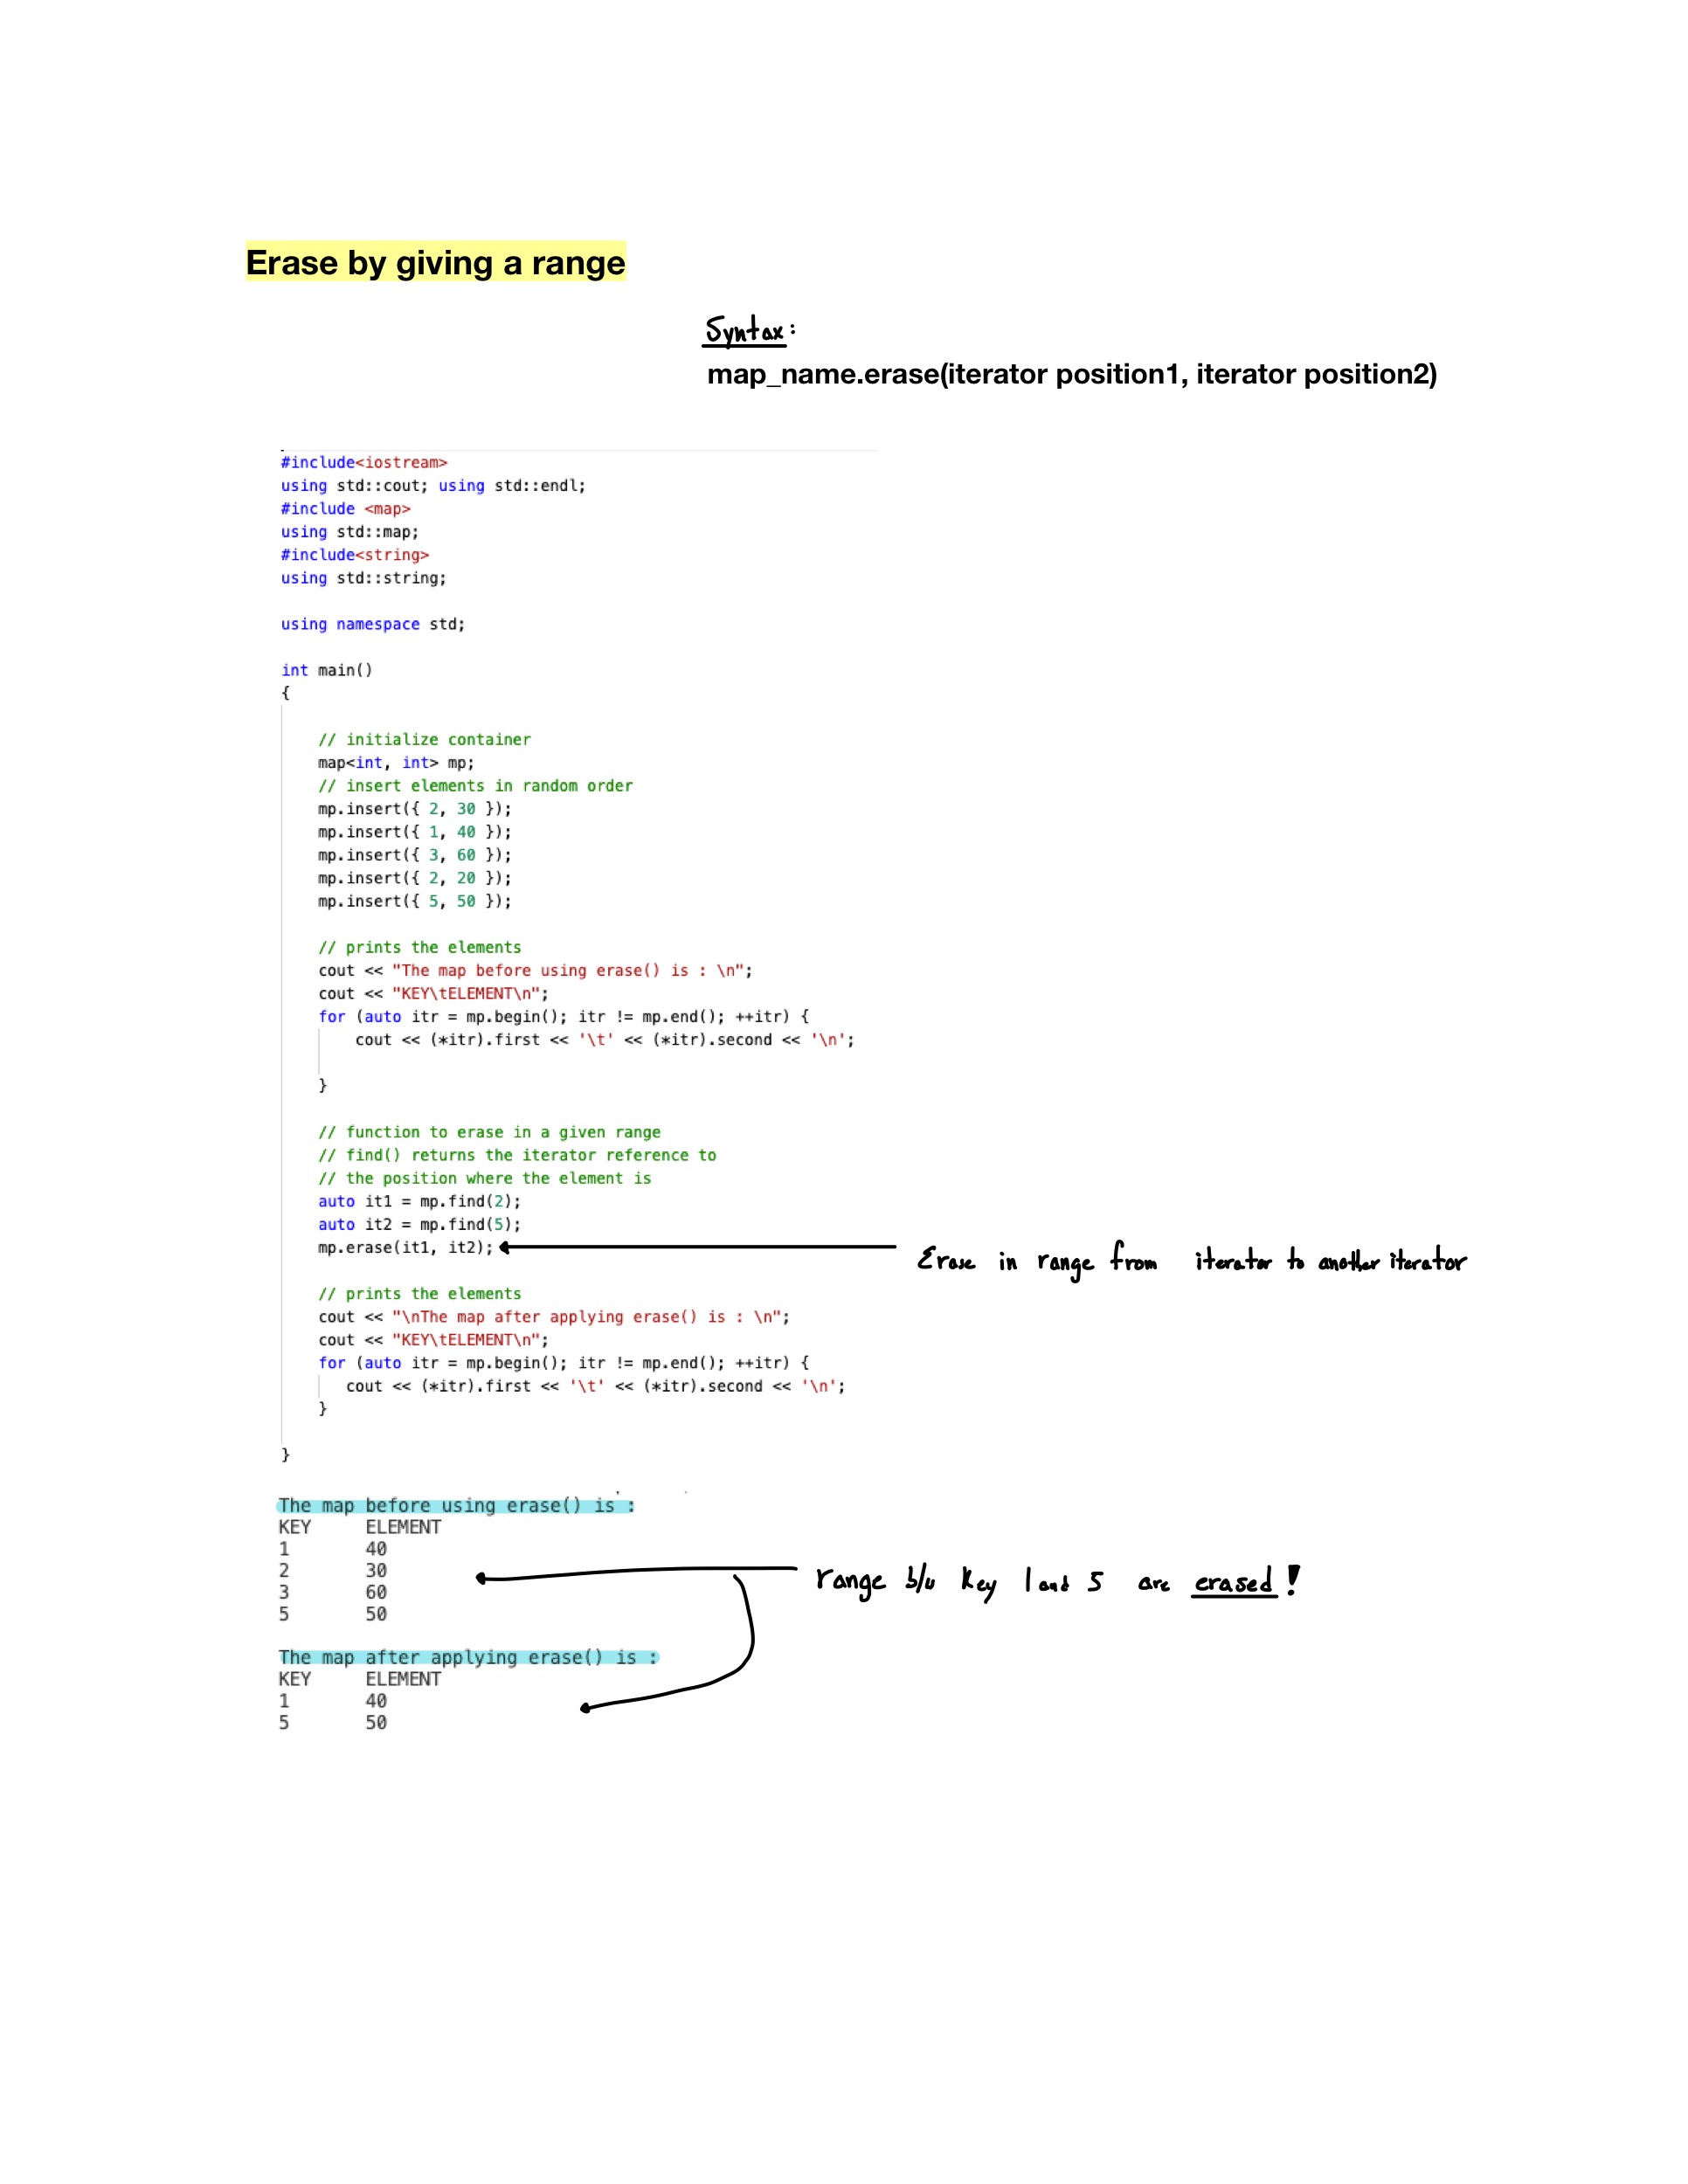 Erase by giving a range
Syntax:
map_name.erase(iterator position1, iterator position2)
#include<iostream>
using std::cout; using std::endl;
#include <map>
using std::map;
#include<string>
using std::string;
using namespace std;
int main()
{
// initialize container
map<int, int> mp;
// insert elements in random order
mp.insert({ 2, 30 });
mp.insert({ 1, 40 });
mp.insert({ 3, 60 });
mp.insert({ 2, 20 });
mp.insert({ 5, 50 });
// prints the elements
cout << "The map before using erase() is : \n";
cout << "KEY\tELEMENT\n";
for (auto itr = mp.begin(); itr != mp.end(); ++itr) {
cout << (*itr).first << '\t' << (*itr).second << '\n';
}
// function to erase in a given range
// find() returns the iterator reference to
// the position where the element is
auto it1 = mp.find(2);
auto it2 = mp.find(5);
mp.erase(it1, it2);
Erase in range from iterator to another iterator
// prints the elements
cout << "\nThe map after applying erase() is : \n";
cout << "KEY\tELEMENT\n";
for (auto itr = mp.begin(); itr != mp.end(); ++itr) {
cout << (*itr).first << '\t' << (*itr).second << '\n';
}
}
The map before using erase() is :
KEY ELEMENT
1 40
2 30
3 60
5 50
range b/w key 1 and 5 are erased!
The map after applying erase() is :
KEY ELEMENT
1 40
5 50